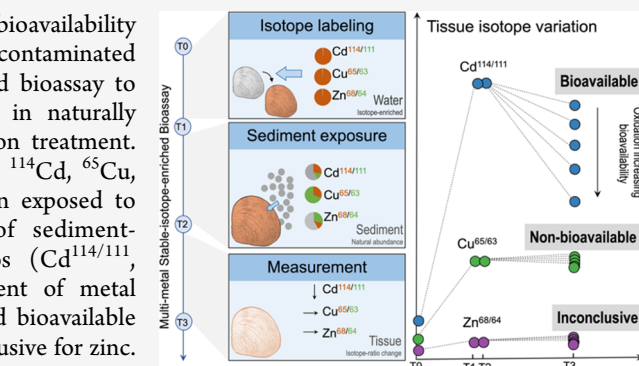 bioavailability
contaminated
d bioassay to
in naturally
on treatment.
¹¹⁴Cd, ⁶⁵Cu,
n exposed to
of sediment-
os (Cd¹¹⁴/¹¹¹,
ent of metal
d bioavailable
usive for zinc.
Multi-metal Stable-isotope-enriched Bioassay
T0
T1
T2
T3
Isotope labeling
Cd¹¹⁴/¹¹¹
Cu⁶⁵/⁶³
Zn⁶⁸/⁶⁴
Water
Isotope-enriched
Sediment exposure
Cd¹¹⁴/¹¹¹
Cu⁶⁵/⁶³
Zn⁶⁸/⁶⁴
Sediment
Natural abundance
Measurement
Cd¹¹⁴/¹¹¹
Cu⁶⁵/⁶³
Zn⁶⁸/⁶⁴
Tissue
Isotope-ratio change
Tissue isotope variation
Cd¹¹⁴/¹¹¹
Bioavailable
increasing
bioavailability
Cu⁶⁵/⁶³
Non-bioavailable
Zn⁶⁸/⁶⁴
Inconclusive
T0
T1 T2
T3